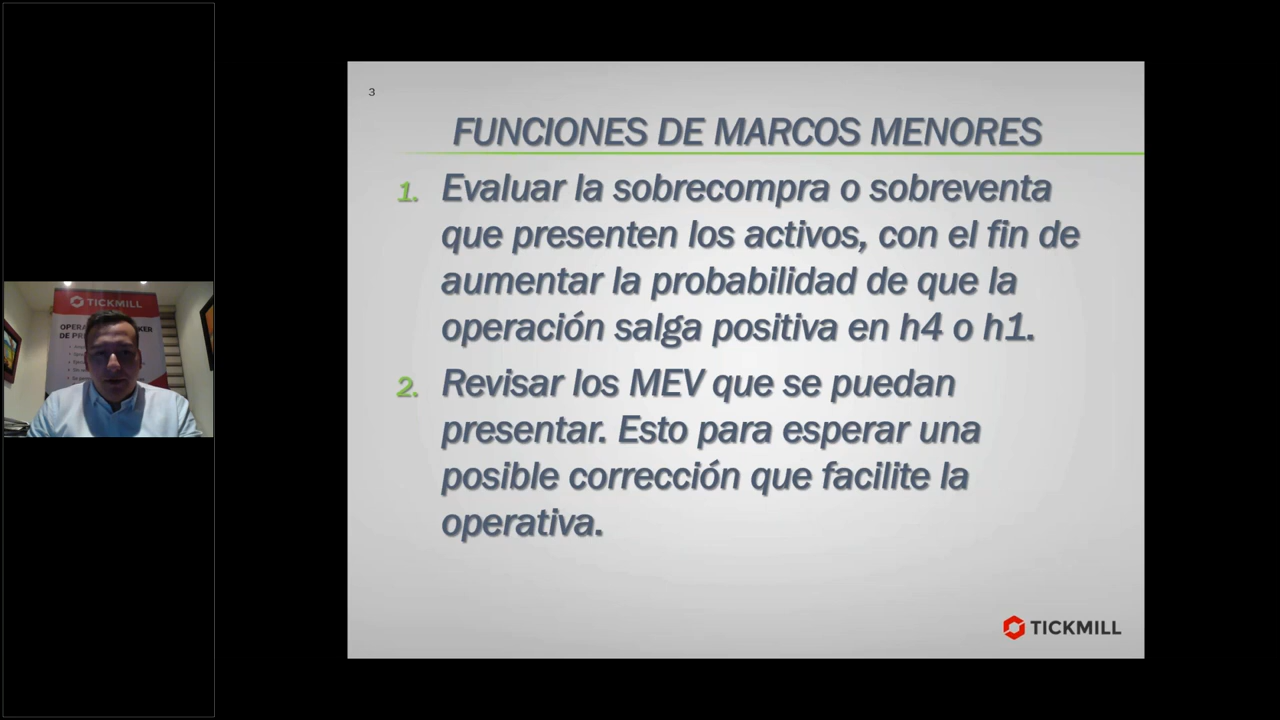 3
FUNCIONES DE MARCOS MENORES
1. Evaluar la sobrecompra o sobreventa
que presenten los activos, con el fin de
aumentar la probabilidad de que la
operación salga positiva en h4 o h1.
2. Revisar los MEV que se puedan
presentar. Esto para esperar una
posible corrección que facilite la
operativa.
TICKMILL
TICKMILL